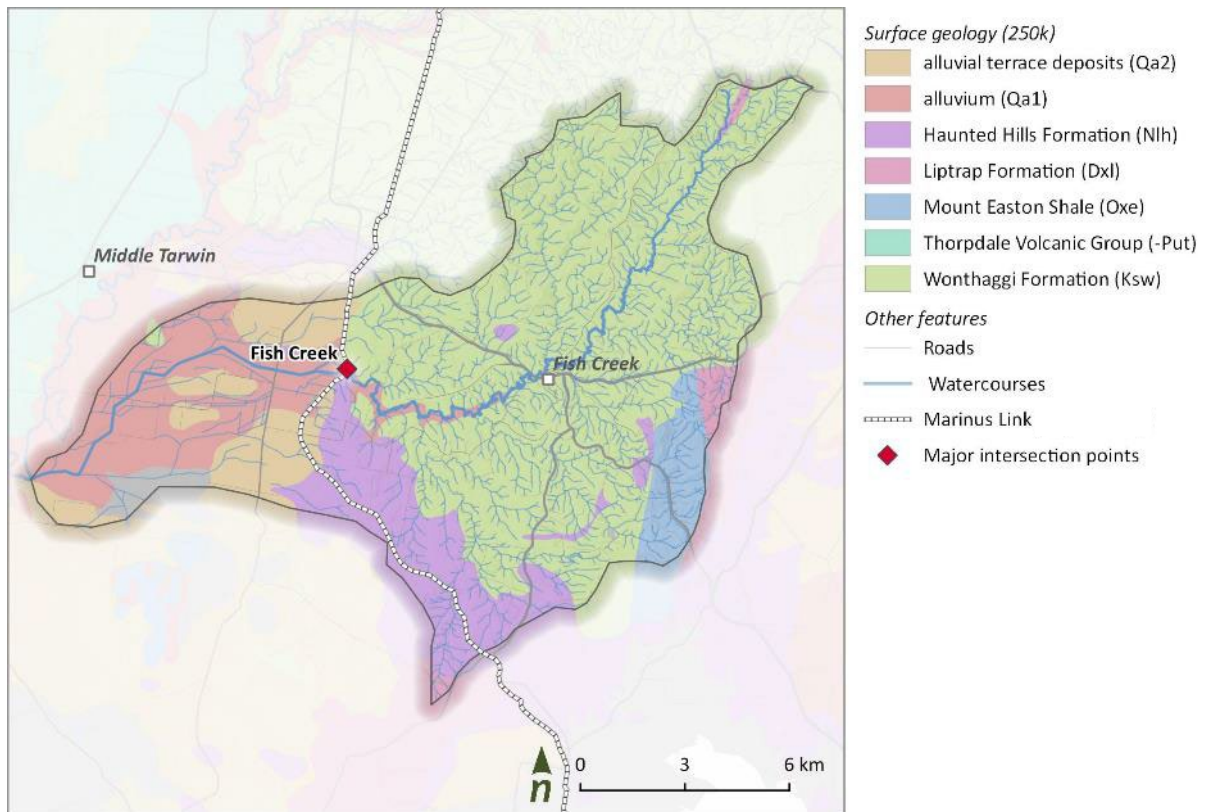 Middle Tarwin
Fish Creek
Fish Creek
n
0 3 6 km
Surface geology (250k)
alluvial terrace deposits (Qa2)
alluvium (Qa1)
Haunted Hills Formation (Nlh)
Liptrap Formation (Dxl)
Mount Easton Shale (Oxe)
Thorpdale Volcanic Group (-Put)
Wonthaggi Formation (Ksw)
Other features
Roads
Watercourses
Marinus Link
Major intersection points